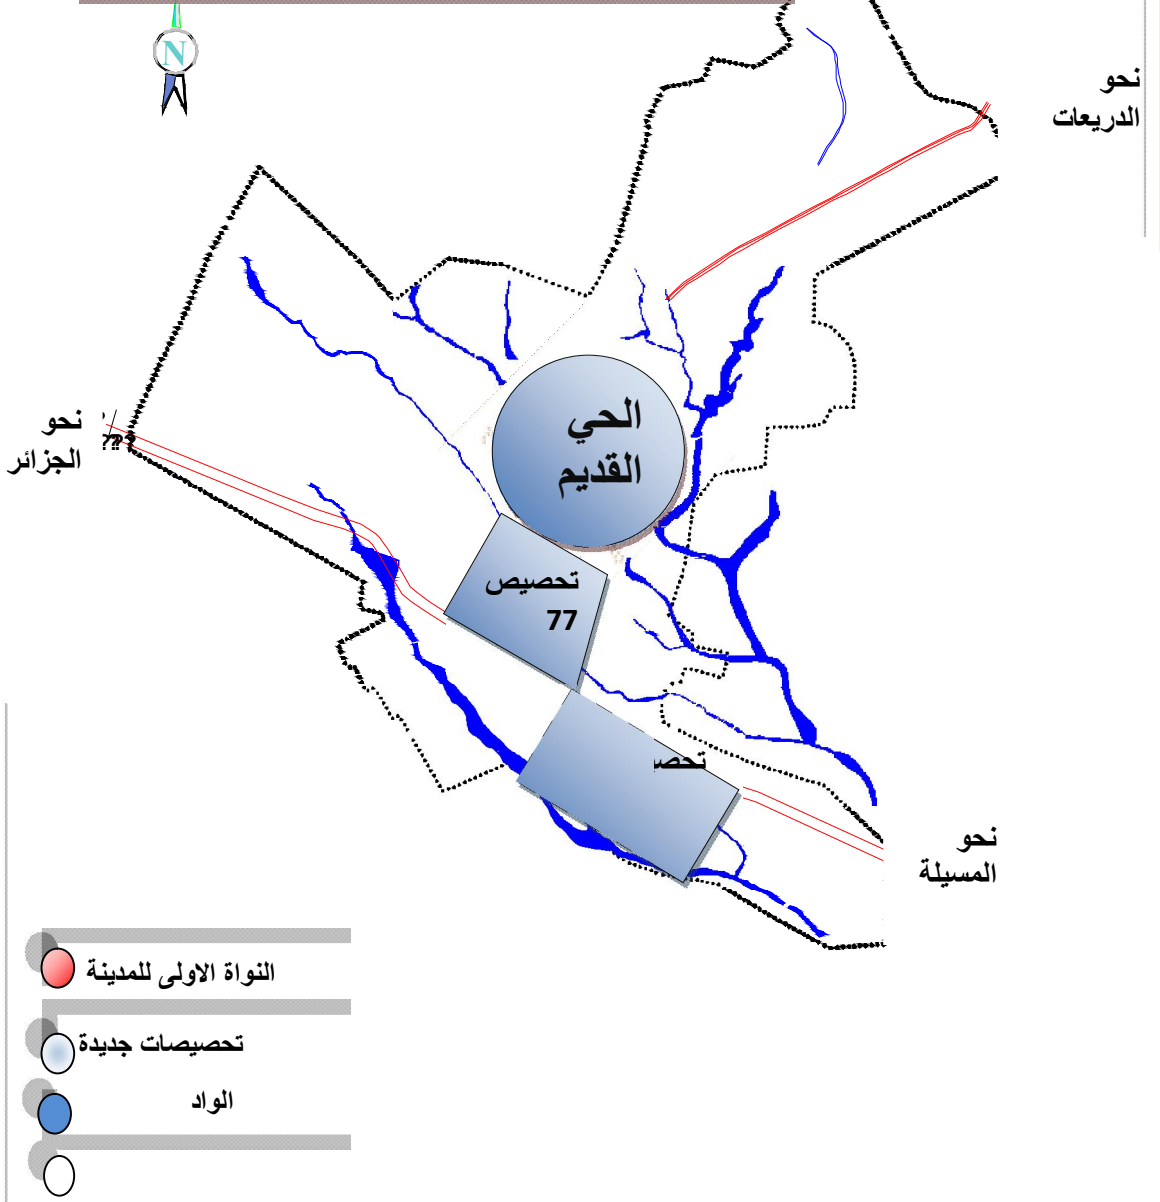 N
نحو
الدريعات
الحي
القديم
نحو
الجزائر
???
تحصيص
77
نحو
المسيلة
النواة الاولى للمدينة
تحصيصات جديدة
الواد